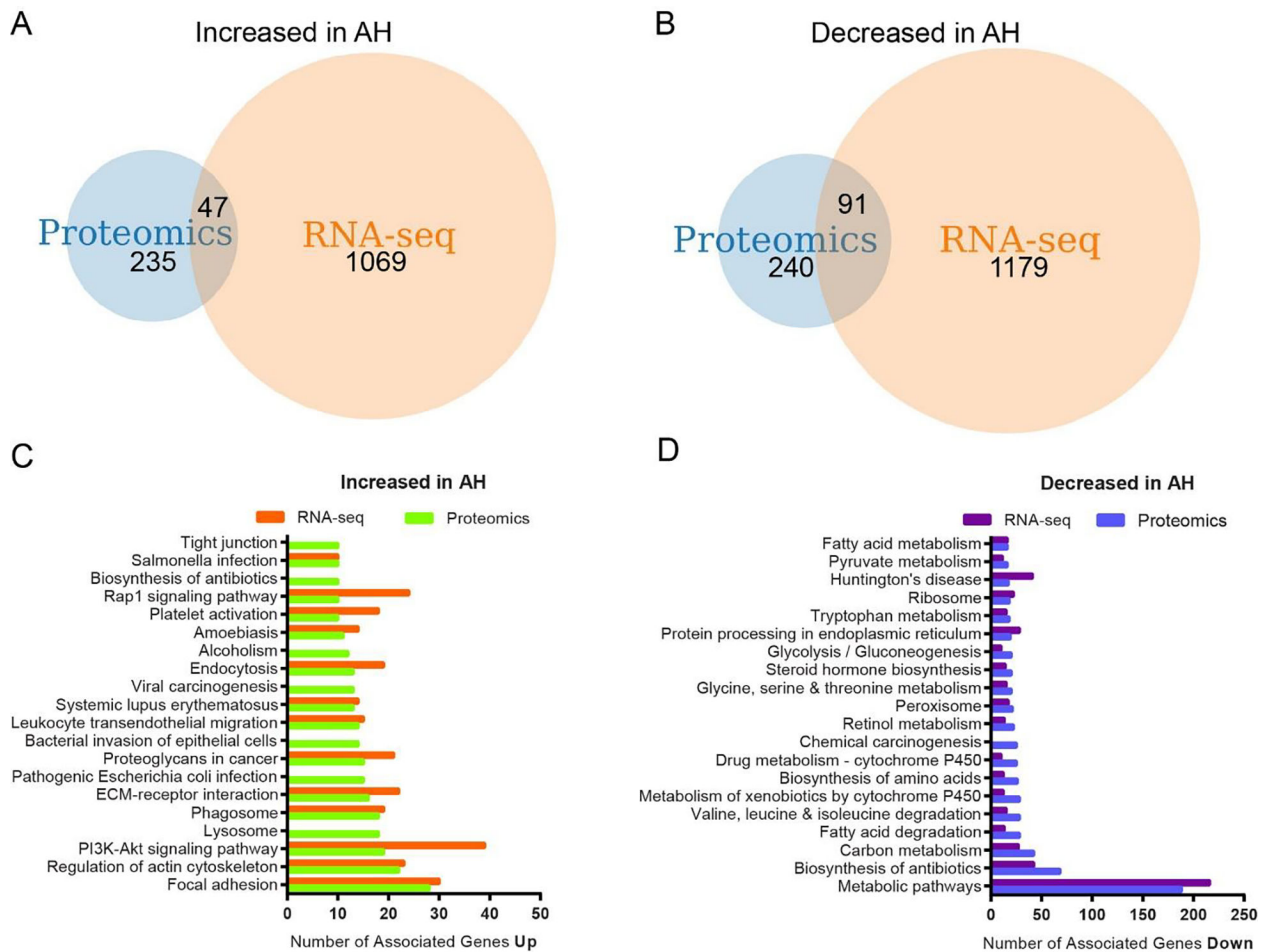 A
Increased in AH
47
Proteomics
235
RNA-seq
1069
B
Decreased in AH
91
Proteomics
240
RNA-seq
1179
C
Increased in AH
RNA-seq
Proteomics
Tight junction
Salmonella infection
Biosynthesis of antibiotics
Rap1 signaling pathway
Platelet activation
Amoebiasis
Alcoholism
Endocytosis
Viral carcinogenesis
Systemic lupus erythematosus
Leukocyte transendothelial migration
Bacterial invasion of epithelial cells
Proteoglycans in cancer
Pathogenic Escherichia coli infection
ECM-receptor interaction
Phagosome
Lysosome
PI3K-Akt signaling pathway
Regulation of actin cytoskeleton
Focal adhesion
0 10 20 30 40 50
Number of Associated Genes Up
D
Decreased in AH
RNA-seq
Proteomics
Fatty acid metabolism
Pyruvate metabolism
Huntington's disease
Ribosome
Tryptophan metabolism
Protein processing in endoplasmic reticulum
Glycolysis / Gluconeogenesis
Steroid hormone biosynthesis
Glycine, serine & threonine metabolism
Peroxisome
Retinol metabolism
Chemical carcinogenesis
Drug metabolism - cytochrome P450
Biosynthesis of amino acids
Metabolism of xenobiotics by cytochrome P450
Valine, leucine & isoleucine degradation
Fatty acid degradation
Carbon metabolism
Biosynthesis of antibiotics
Metabolic pathways
0 50 100 150 200 250
Number of Associated Genes Down